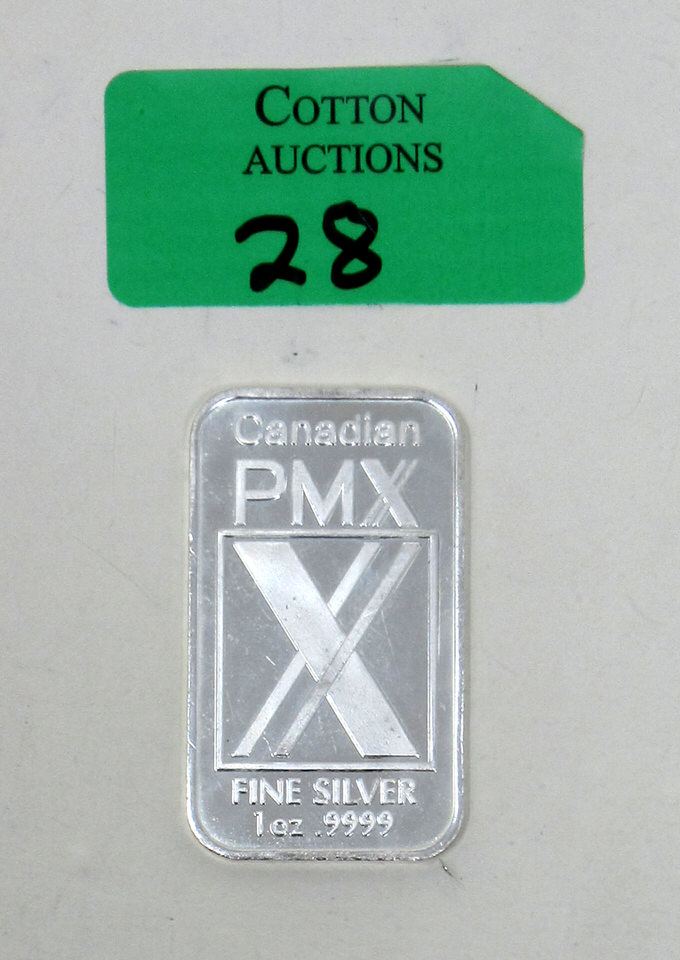 COTTON
AUCTIONS
28
Canadian
PMX
X
FINE SILVER
1oz .9999